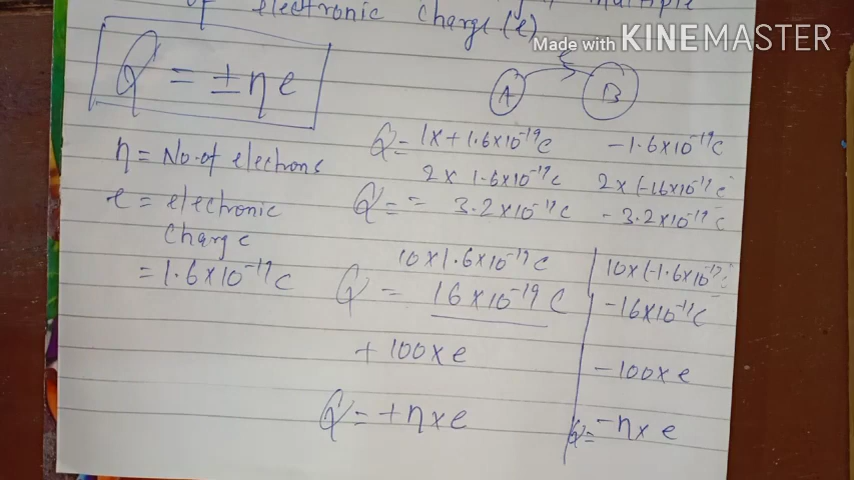 multiple
of electronic charge (e)
Made with KINEMASTER
Q = ±ηe
A B
η = No. of electrons
e = electronic
charge
= 1.6×10⁻¹⁹C
Q = 1×+1.6×10⁻¹⁹C -1.6×10⁻¹⁹C
2× 1.6×10⁻¹⁹C 2×(-1.6×10⁻¹⁹C
Q = = 3.2×10⁻¹⁹C -3.2×10⁻¹⁹C
10×1.6×10⁻¹⁹C 10×(-1.6×10⁻¹⁹
Q = 16×10⁻¹⁹C -16×10⁻¹⁹C
+100×e -100×e
Q = +η×e Q = -η×e